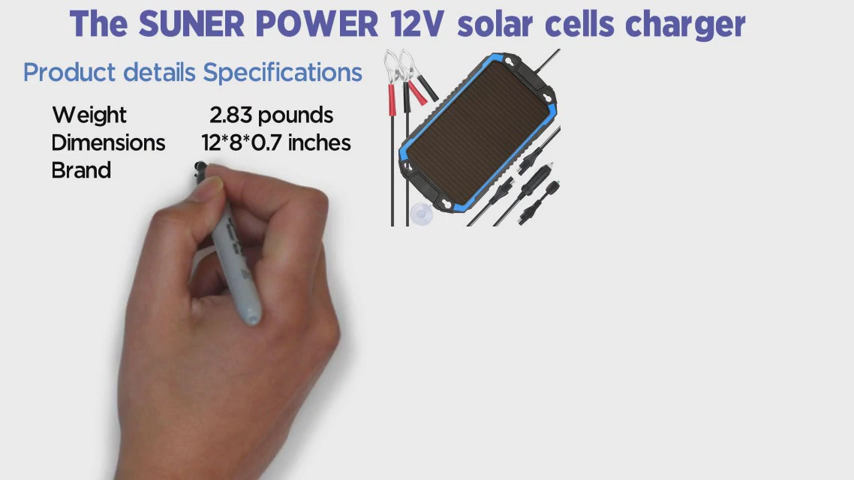 The SUNER POWER 12V solar cells charger
Product details Specifications
Weight 2.83 pounds
Dimensions 12*8*0.7 inches
Brand